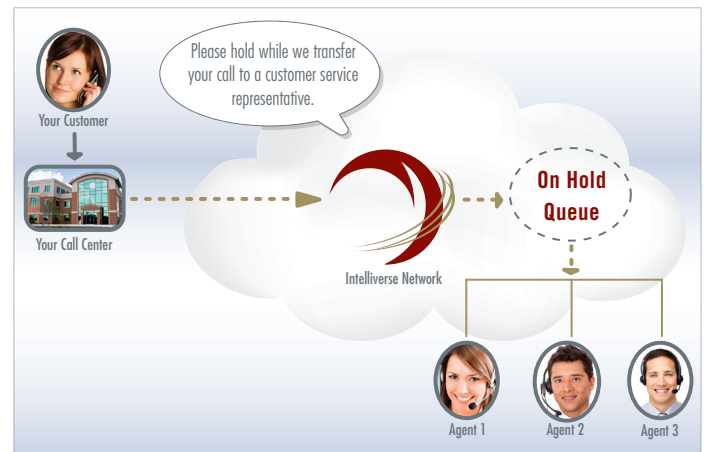 Please hold while we transfer
your call to a customer service
representative.
Your Customer
Your Call Center
Intelliverse Network
On Hold
Queue
Agent 1
Agent 2
Agent 3